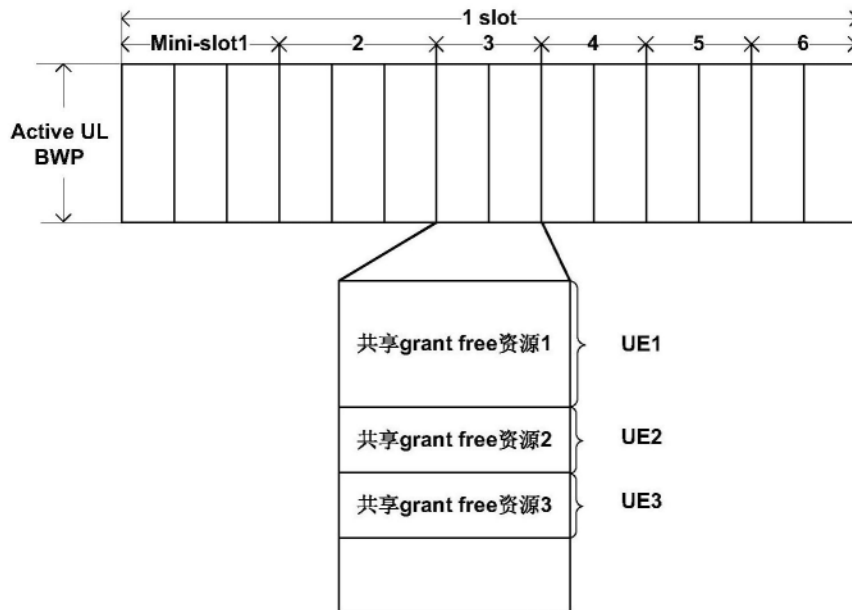 1 slot
Mini-slot1 2 3 4 5 6
Active UL
BWP
共享grant free资源1 UE1
共享grant free资源2 UE2
共享grant free资源3 UE3